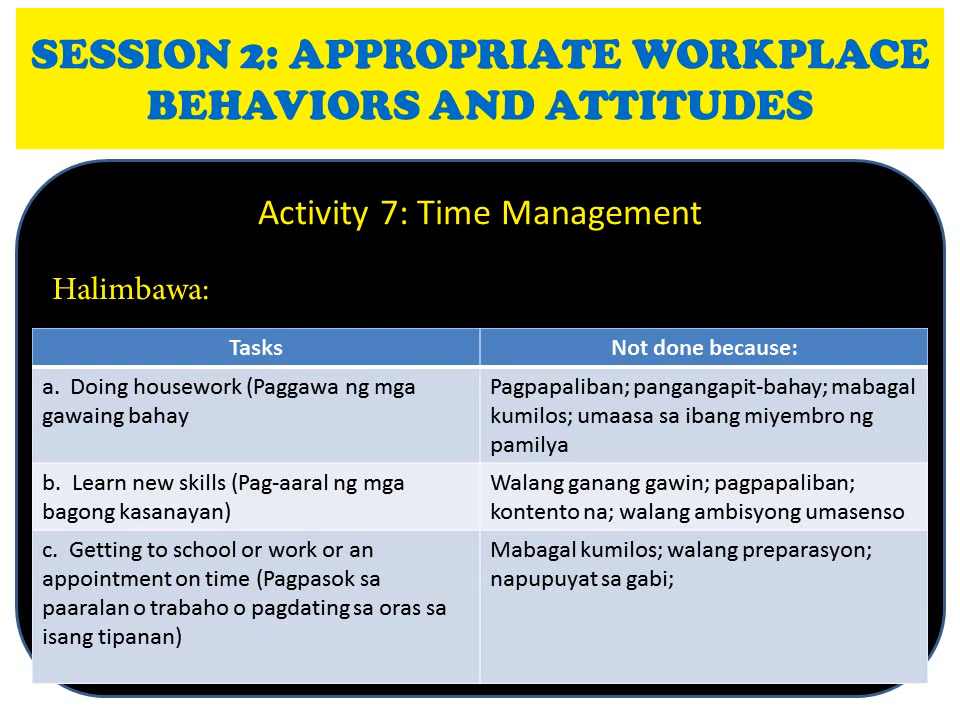 SESSION 2: APPROPRIATE WORKPLACE
BEHAVIORS AND ATTITUDES
Activity 7: Time Management
Halimbawa:
Tasks
Not done because:
a. Doing housework (Paggawa ng mga
gawaing bahay
Pagpapaliban; pangangapit-bahay; mabagal
kumilos; umaasa sa ibang miyembro ng
pamilya
b. Learn new skills (Pag-aaral ng mga
bagong kasanayan)
Walang ganang gawin; pagpapaliban;
kontento na; walang ambisyong umasenso
c. Getting to school or work or an
appointment on time (Pagpasok sa
paaralan o trabaho o pagdating sa oras sa
isang tipanan)
Mabagal kumilos; walang preparasyon;
napupuyat sa gabi;